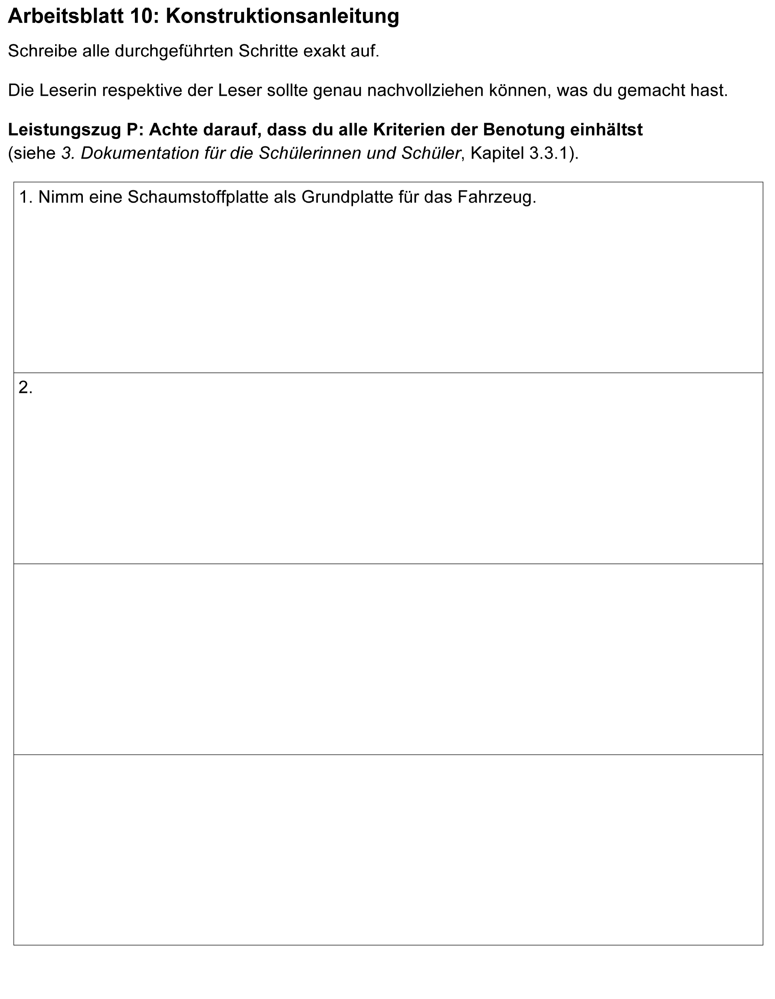 Arbeitsblatt 10: Konstruktionsanleitung
Schreibe alle durchgeführten Schritte exakt auf.
Die Leserin respektive der Leser sollte genau nachvollziehen können, was du gemacht hast.
Leistungszug P: Achte darauf, dass du alle Kriterien der Benotung einhältst
(siehe 3. Dokumentation für die Schülerinnen und Schüler, Kapitel 3.3.1).
1. Nimm eine Schaumstoffplatte als Grundplatte für das Fahrzeug.
2.